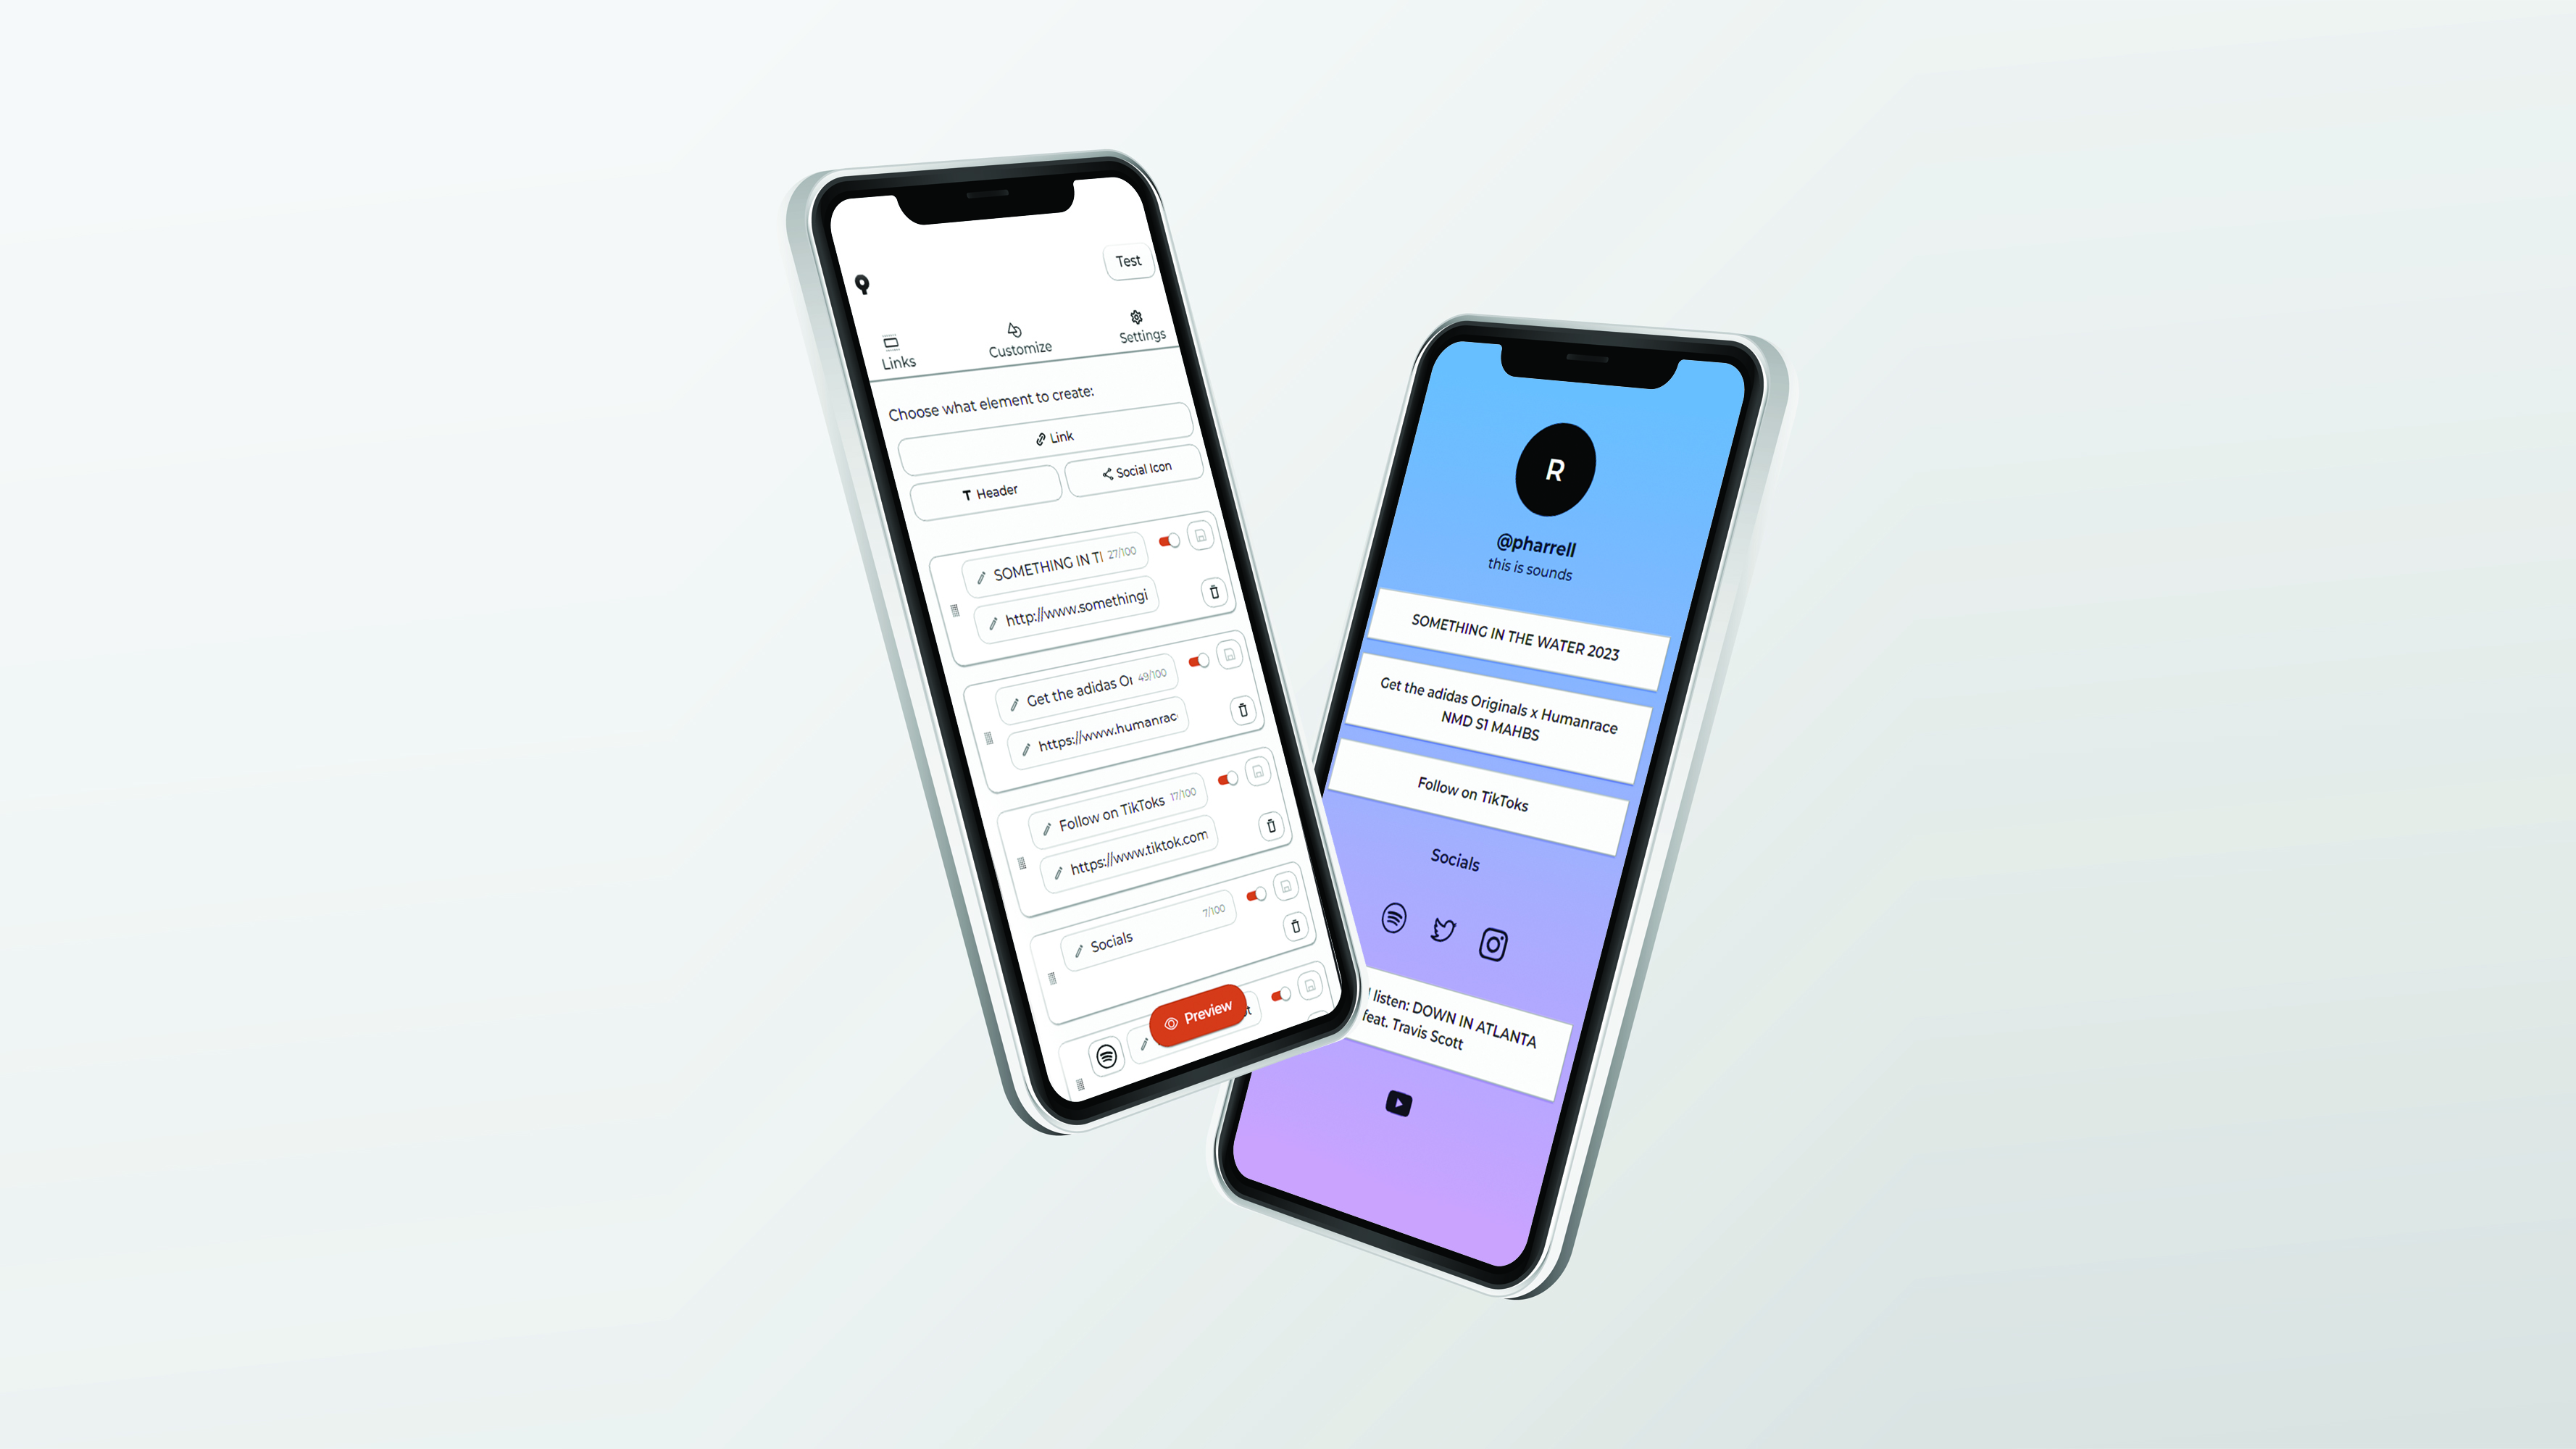 Test
Links
Customize
Settings
Choose what element to create:
Link
Header
Social Icon
SOMETHING IN 27/100
http://www.somethingi
Get the adidas 49/100
https://www.humanrac
Follow on TikToks 17/100
https://www.tiktok.com
Socials 7/100
Preview
R
@pharrell
this is sounds
SOMETHING IN THE WATER 2023
Get the adidas Originals x Humanrace
NMD S1 MAHBS
Follow on TikToks
Socials
listen: DOWN IN ATLANTA
feat. Travis Scott